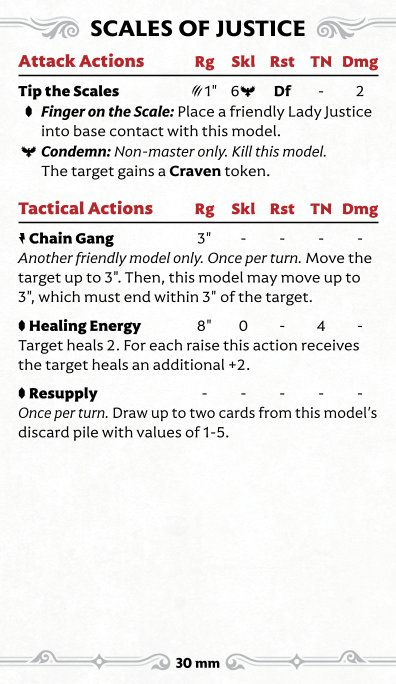 SCALES OF JUSTICE
Attack Actions Rg Skl Rst TN Dmg
Tip the Scales 1" 6 Df - 2
Finger on the Scale: Place a friendly Lady Justice
into base contact with this model.
Condemn: Non-master only. Kill this model.
The target gains a Craven token.
Tactical Actions Rg Skl Rst TN Dmg
Chain Gang 3" - - - -
Another friendly model only. Once per turn. Move the
target up to 3". Then, this model may move up to
3", which must end within 3" of the target.
Healing Energy 8" 0 - 4 -
Target heals 2. For each raise this action receives
the target heals an additional +2.
Resupply - - - - -
Once per turn. Draw up to two cards from this model's
discard pile with values of 1-5.
30 mm